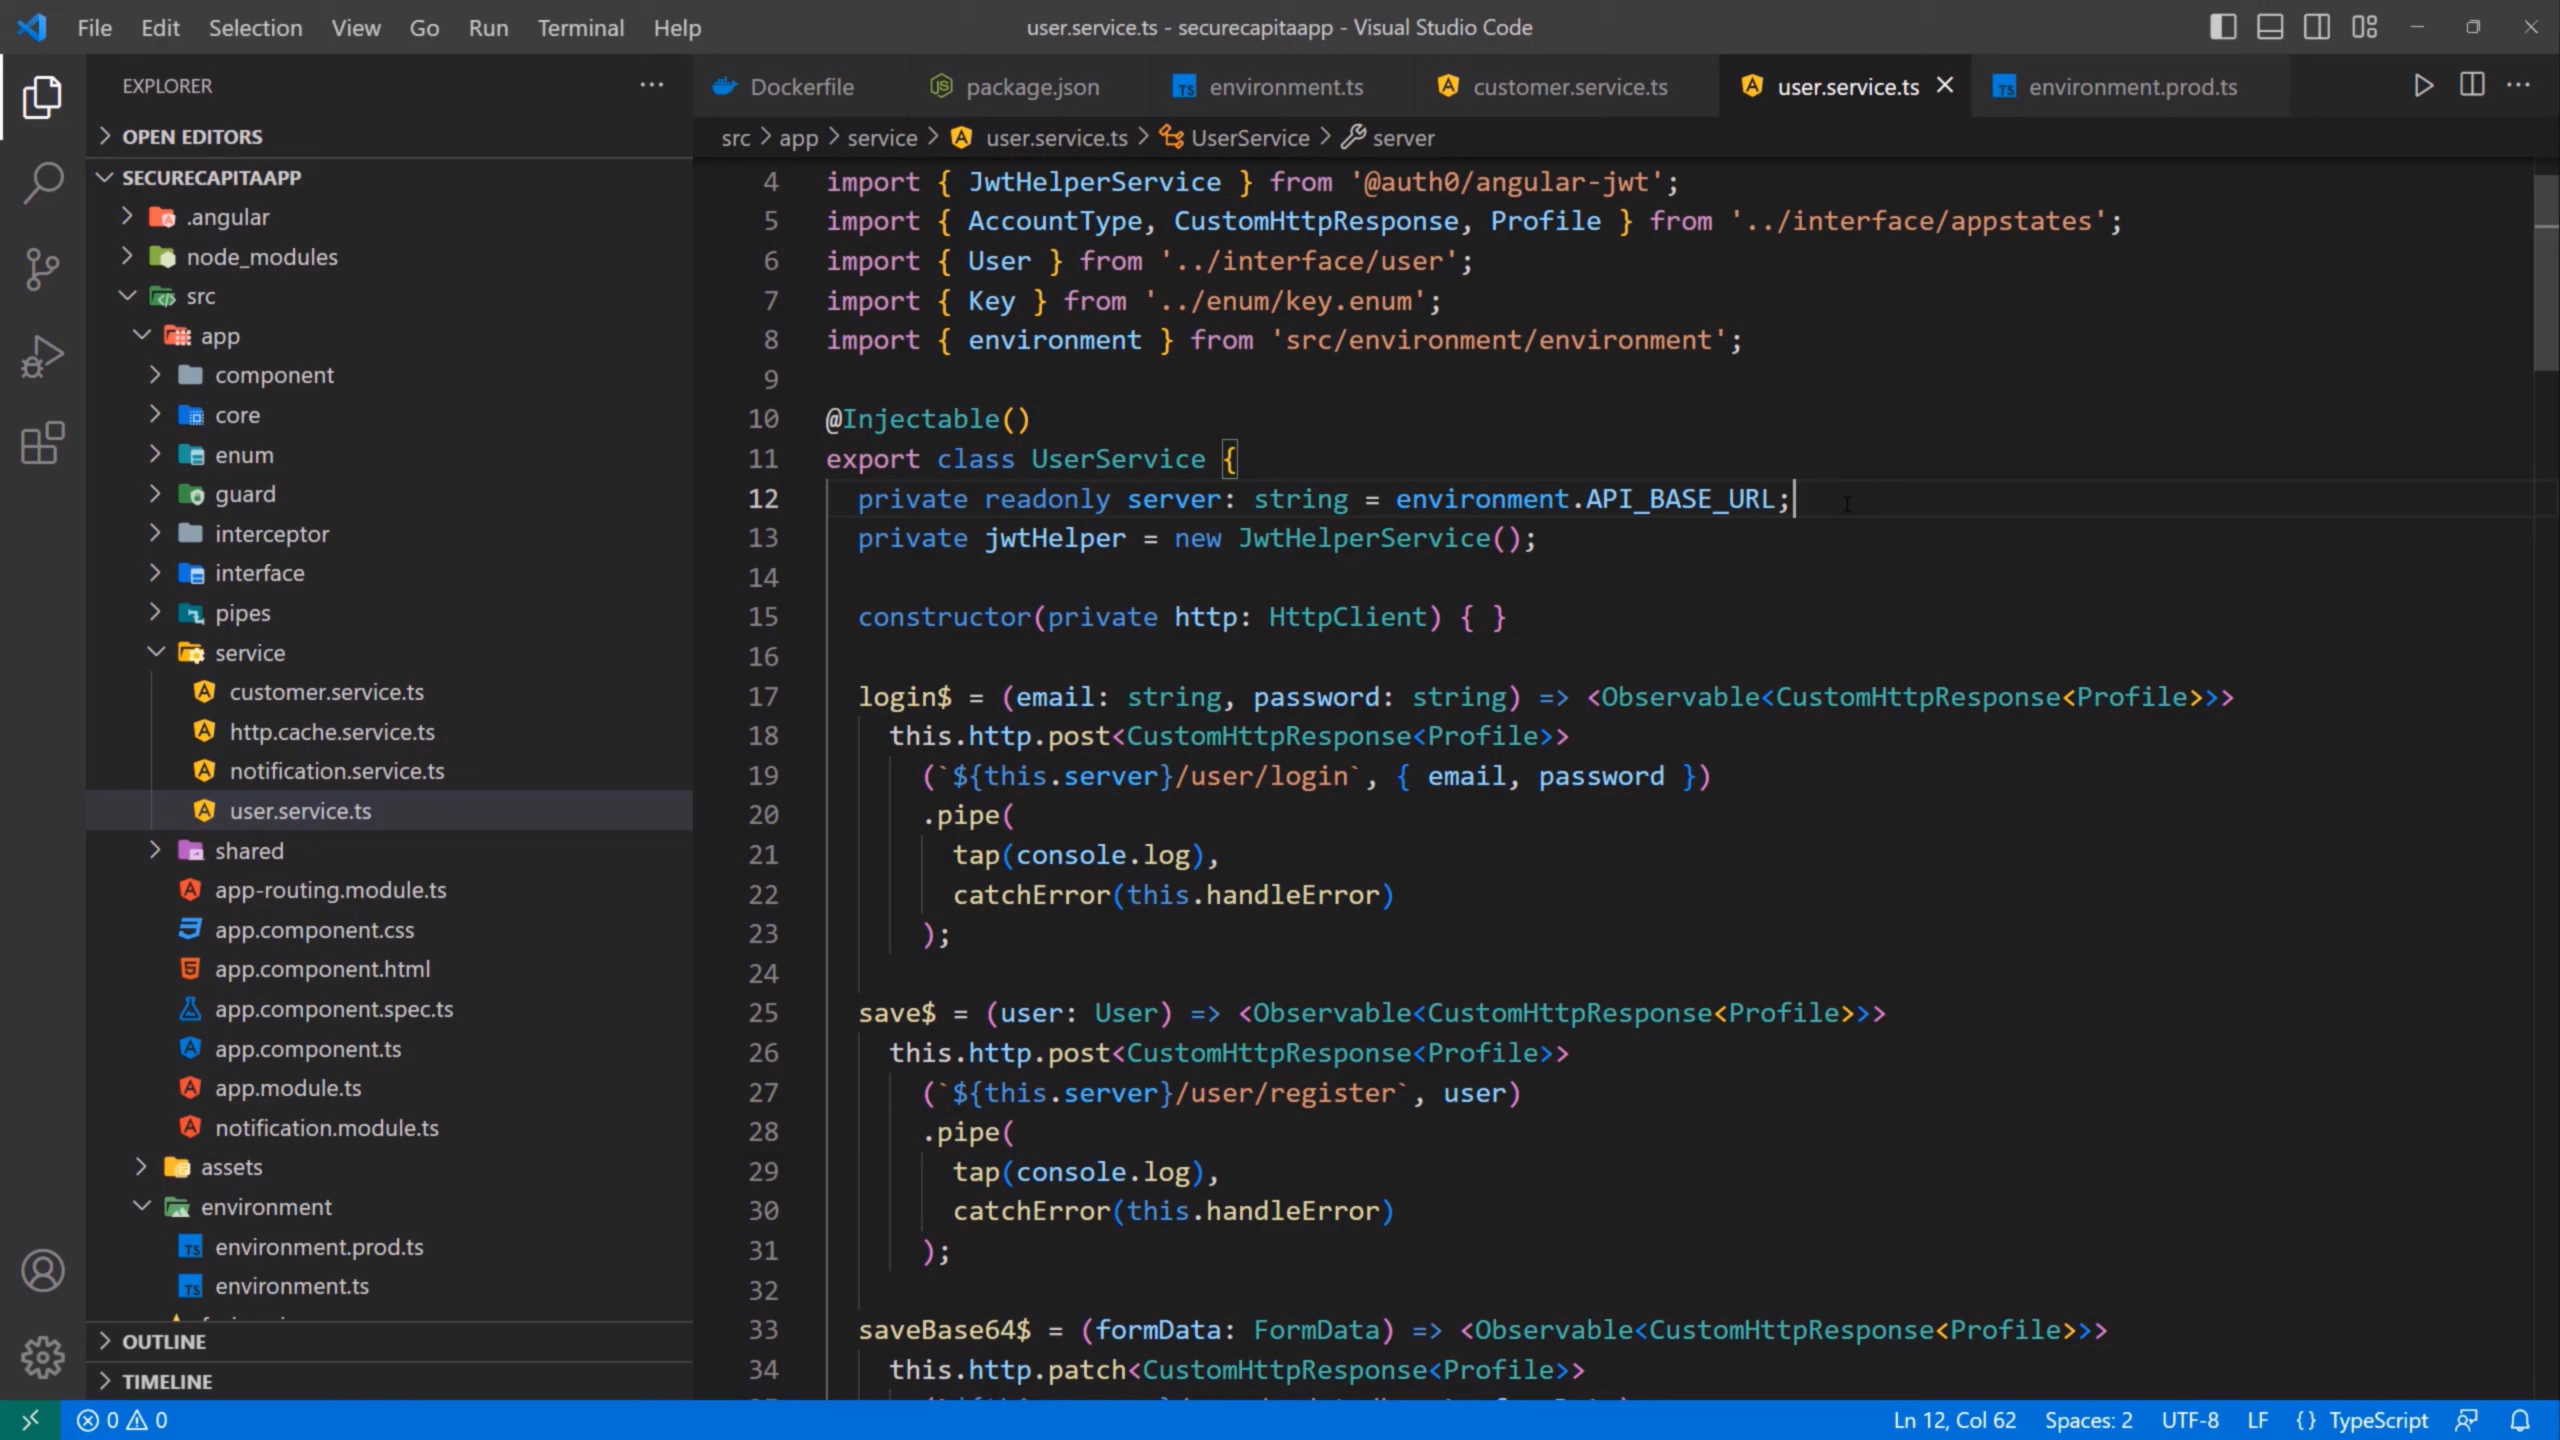 File Edit Selection View Go Run Terminal Help
user.service.ts - securecapitaapp - Visual Studio Code
EXPLORER
OPEN EDITORS
SECURECAPITAAPP
.angular
node_modules
src
app
component
core
enum
guard
interceptor
interface
pipes
service
customer.service.ts
http.cache.service.ts
notification.service.ts
user.service.ts
shared
app-routing.module.ts
app.component.css
app.component.html
app.component.spec.ts
app.component.ts
app.module.ts
notification.module.ts
assets
environment
environment.prod.ts
environment.ts
OUTLINE
TIMELINE
Dockerfile package.json environment.ts customer.service.ts user.service.ts environment.prod.ts
src > app > service > user.service.ts > UserService > server
4 import { JwtHelperService } from '@auth0/angular-jwt';
5 import { AccountType, CustomHttpResponse, Profile } from '../interface/appstates';
6 import { User } from '../interface/user';
7 import { Key } from '../enum/key.enum';
8 import { environment } from 'src/environment/environment';
9
10 @Injectable()
11 export class UserService {
12 private readonly server: string = environment.API_BASE_URL;
13 private jwtHelper = new JwtHelperService();
14
15 constructor(private http: HttpClient) { }
16
17 login$ = (email: string, password: string) => <Observable<CustomHttpResponse<Profile>>>
18 this.http.post<CustomHttpResponse<Profile>>
19 (`${this.server}/user/login`, { email, password })
20 .pipe(
21 tap(console.log),
22 catchError(this.handleError)
23 );
24
25 save$ = (user: User) => <Observable<CustomHttpResponse<Profile>>>
26 this.http.post<CustomHttpResponse<Profile>>
27 (`${this.server}/user/register`, user)
28 .pipe(
29 tap(console.log),
30 catchError(this.handleError)
31 );
32
33 saveBase64$ = (formData: FormData) => <Observable<CustomHttpResponse<Profile>>>
34 this.http.patch<CustomHttpResponse<Profile>>
0 0
Ln 12, Col 62 Spaces: 2 UTF-8 LF {} TypeScript